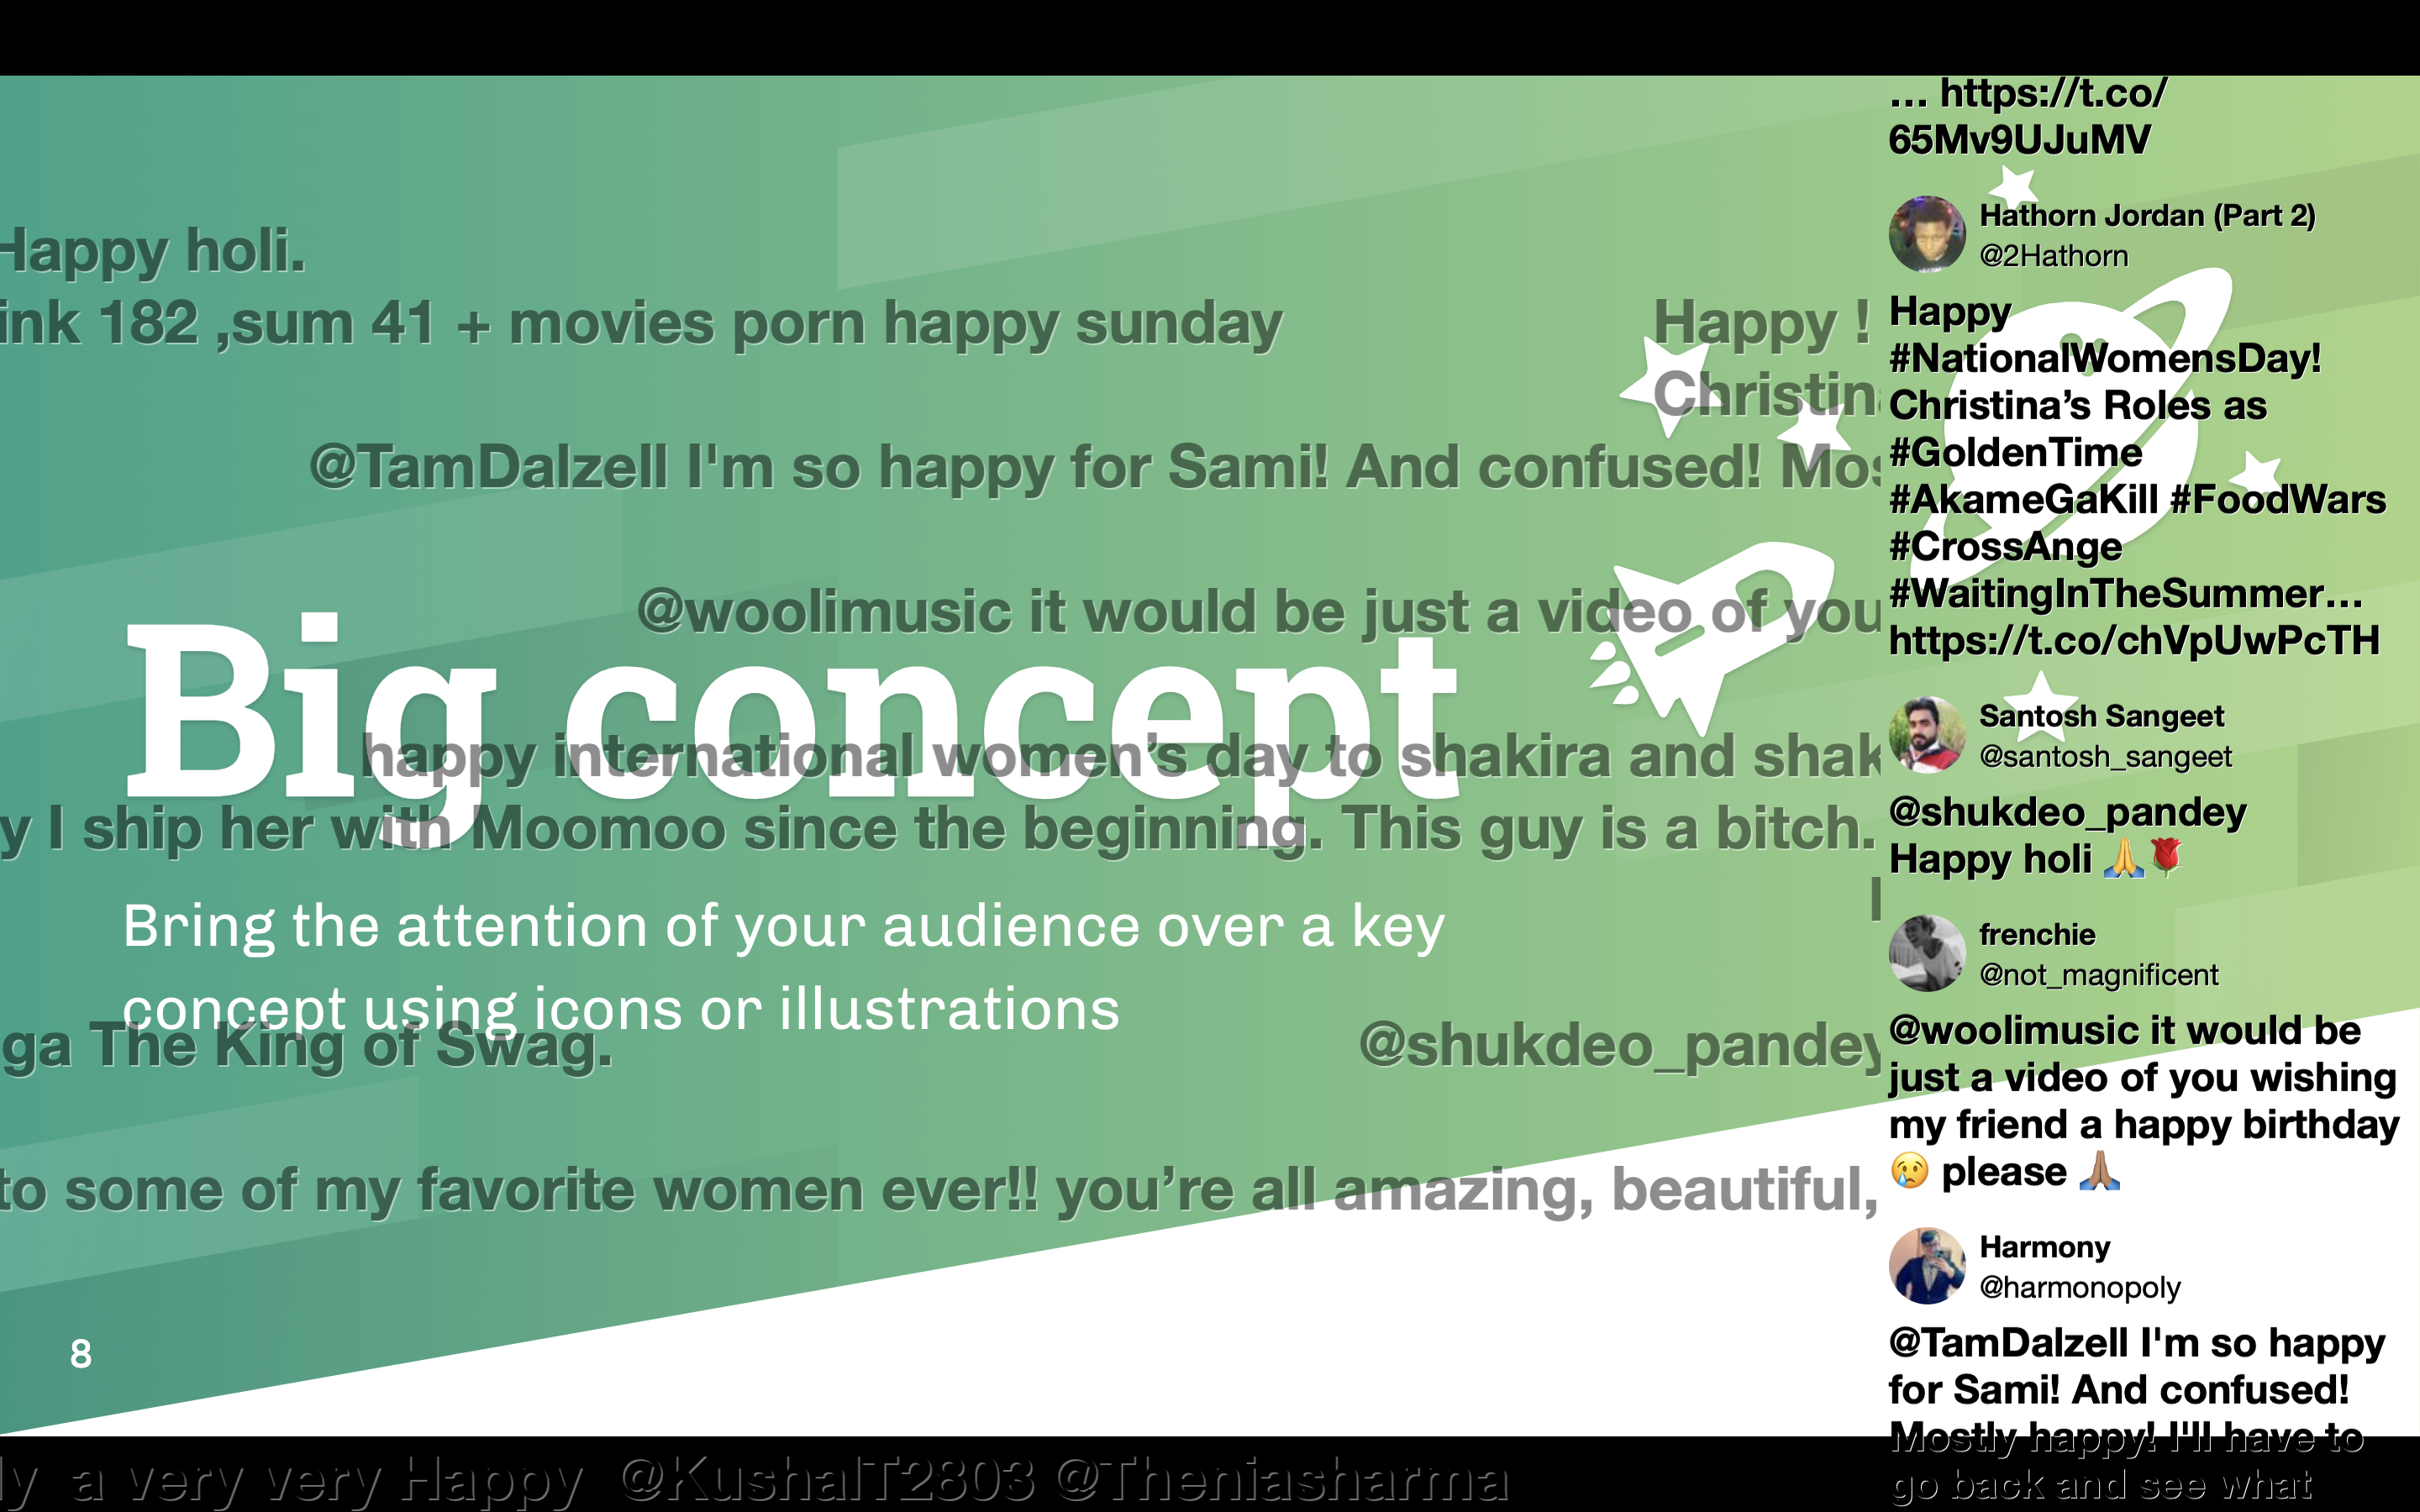 Happy holi.
ink 182 ,sum 41 + movies porn happy sunday
Happy !
@TamDalzell I'm so happy for Sami! And confused!
@woolimusic it would be just a video of you
Big concept
happy international women's day to shakira and
y I ship her with Moomoo since the beginning. This guy is a bitch.
Bring the attention of your audience over a key
concept using icons or illustrations
ga The King of Swag.
@shukdeo_pandey
to some of my favorite women ever!! you're all amazing, beautiful,
8
ly a very very Happy @KushalT2803 @Theniasharma
… https://t.co/
65Mv9UJuMV
Hathorn Jordan (Part 2)
@2Hathorn
Happy
#NationalWomensDay!
Christina's Roles as
#GoldenTime
#AkameGaKill #FoodWars
#CrossAnge
#WaitingInTheSummer…
https://t.co/chVpUwPcTH
Santosh Sangeet
@santosh_sangeet
@shukdeo_pandey
Happy holi 🙏🌹
frenchie
@not_magnificent
@woolimusic it would be
just a video of you wishing
my friend a happy birthday
😢 please 🙏🏽
Harmony
@harmonopoly
@TamDalzell I'm so happy
for Sami! And confused!
Mostly happy! I'll have to
go back and see what